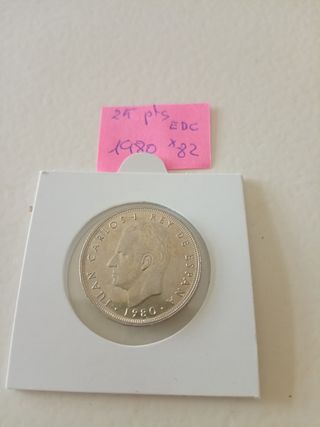 25 pts
EDC
1980 *82
JUAN CARLOS I REY DE ESPAÑA
· 1980 ·